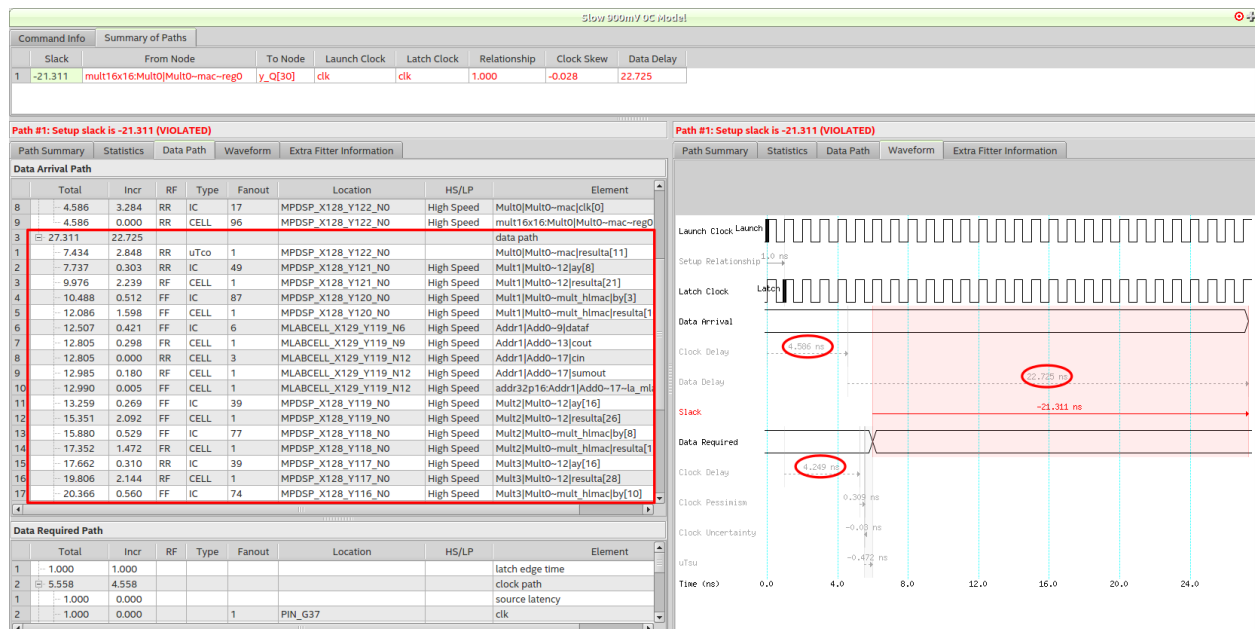 Slow 900mV 0C Model
Command Info Summary of Paths
Slack From Node To Node Launch Clock Latch Clock Relationship Clock Skew Data Delay
1 -21.311 mult16x16:Mult0|Mult0~mac~reg0 y_Q[30] clk clk 1.000 -0.028 22.725
Path #1: Setup slack is -21.311 (VIOLATED)
Path Summary Statistics Data Path Waveform Extra Fitter Information
Data Arrival Path
Total Incr RF Type Fanout Location HS/LP Element
8 4.586 3.284 RR IC 17 MPDSP_X128_Y122_N0 High Speed Mult0|Mult0~mac|clk[0]
9 4.586 0.000 RR CELL 96 MPDSP_X128_Y122_N0 High Speed mult16x16:Mult0|Mult0~mac~reg0
3 27.311 22.725 data path
1 7.434 2.848 RR uTco 1 MPDSP_X128_Y122_N0 Mult0|Mult0~mac|resulta[11]
2 7.737 0.303 RR IC 49 MPDSP_X128_Y121_N0 High Speed Mult1|Mult0~12|ay[8]
3 9.976 2.239 RF CELL 1 MPDSP_X128_Y121_N0 High Speed Mult1|Mult0~12|resulta[21]
4 10.488 0.512 FF IC 87 MPDSP_X128_Y120_N0 High Speed Mult1|Mult0~mult_hlmac|by[3]
5 12.086 1.598 FF CELL 1 MPDSP_X128_Y120_N0 High Speed Mult1|Mult0~mult_hlmac|resulta[1
6 12.507 0.421 FF IC 6 MLABCELL_X129_Y119_N6 High Speed Addr1|Add0~9|dataf
7 12.805 0.298 FR CELL 1 MLABCELL_X129_Y119_N9 High Speed Addr1|Add0~13|cout
8 12.805 0.000 RR CELL 3 MLABCELL_X129_Y119_N12 High Speed Addr1|Add0~17|cin
9 12.985 0.180 RF CELL 1 MLABCELL_X129_Y119_N12 High Speed Addr1|Add0~17|sumout
10 12.990 0.005 FF CELL 1 MLABCELL_X129_Y119_N12 High Speed addr32p16:Addr1|Add0~17~la_mla
11 13.259 0.269 FF IC 39 MPDSP_X128_Y119_N0 High Speed Mult2|Mult0~12|ay[16]
12 15.351 2.092 FF CELL 1 MPDSP_X128_Y119_N0 High Speed Mult2|Mult0~12|resulta[26]
13 15.880 0.529 FF IC 77 MPDSP_X128_Y118_N0 High Speed Mult2|Mult0~mult_hlmac|by[8]
14 17.352 1.472 FR CELL 1 MPDSP_X128_Y118_N0 High Speed Mult2|Mult0~mult_hlmac|resulta[1
15 17.662 0.310 RR IC 39 MPDSP_X128_Y117_N0 High Speed Mult3|Mult0~12|ay[16]
16 19.806 2.144 RF CELL 1 MPDSP_X128_Y117_N0 High Speed Mult3|Mult0~12|resulta[28]
17 20.366 0.560 FF IC 74 MPDSP_X128_Y116_N0 High Speed Mult3|Mult0~mult_hlmac|by[10]
Data Required Path
Total Incr RF Type Fanout Location HS/LP Element
1 1.000 1.000 latch edge time
2 5.558 4.558 clock path
1 1.000 0.000 source latency
2 1.000 0.000 1 PIN_G37 clk
Path #1: Setup slack is -21.311 (VIOLATED)
Path Summary Statistics Data Path Waveform Extra Fitter Information
Launch Clock Launch
Setup Relationship 1.0 ns
Latch Clock Latch
Data Arrival
Clock Delay 4.586 ns
Data Delay 22.725 ns
Slack -21.311 ns
Data Required
Clock Delay 4.249 ns
Clock Pessimism 0.309 ns
Clock Uncertainty -0.03 ns
uTsu -0.472 ns
Time (ns) 0.0 4.0 8.0 12.0 16.0 20.0 24.0